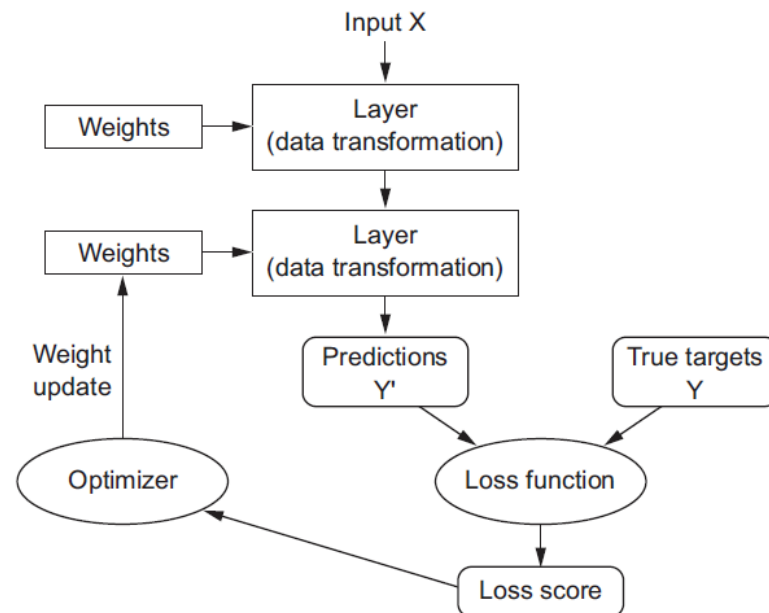 Input X
Weights
Layer
(data transformation)
Weights
Layer
(data transformation)
Weight
update
Predictions
Y'
True targets
Y
Optimizer
Loss function
Loss score